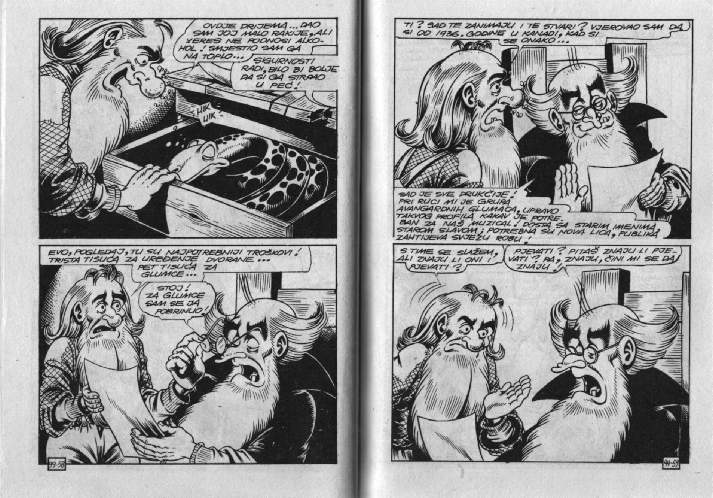 OVDJE DRIJEMA... DAO
SAM JOJ MALO RAKIJE, ALI
XERES NE PODNOSI ALKO-
HOL! SMJESTIO SAM GA
NA TOPLO...
SIGURNOSTI
RADI, BILO BI BOLJE
DA SI GA STRPAO
U PEĆ!
UIK
UIK
EVO, POGLEDAJ, TU SU NAJPOTREBNIJI TROŠKOVI!
TRISTA TISUĆA ZA UREĐENJE DVORANE...
PET TISUĆA ZA
GLUMCE...
STOJ!
ZA GLUMCE
SAM SE JA
POBRINUO!
TI? SAD TE ZANIMAJU I TE STVARI? VJEROVAO SAM DA
SI OD 1936. GODINE U KANADI, KAD SI
SE ONAKO...
SAD JE SVE DRUKČIJE!
PRI RUCI MI JE GRUPA
AVANGARDNIH GLUMACA, UPRAVO
TAKVOG PROFILA KAKAV JE POTRE-
BAN ZA NAŠ MUZICAL! DOSTA SA STARIM IMENIMA,
STAROM SLAVOM; POTREBNA SU NOVA LICA, PUBLIKA
ZAHTIJEVA SVJEŽU ROBU.
S TIME SE SLAŽEM,
ALI ZNAJU LI ONI
PJEVATI?
PJEVATI? PITAŠ ZNAJU LI PJE-
VATI? PA, ZNAJU, ČINI MI SE DA
ZNAJU!